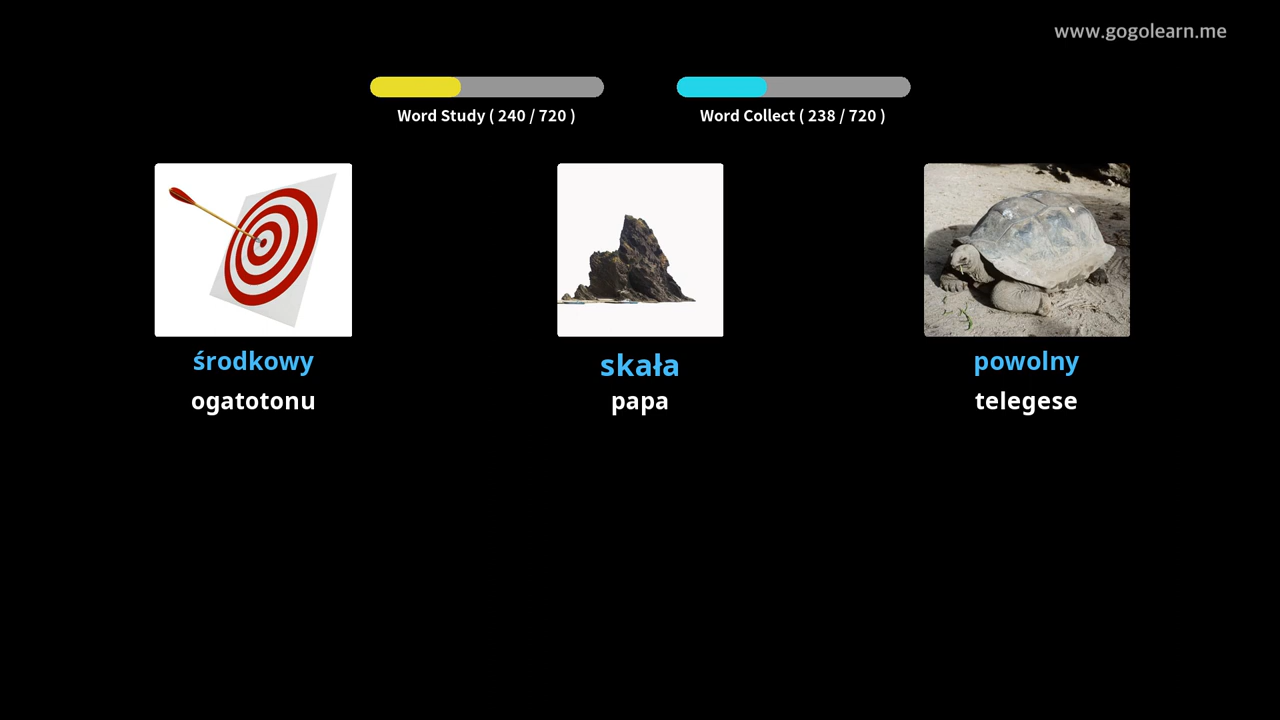 www.gogolearn.me
Word Study ( 240 / 720 )
Word Collect ( 238 / 720 )
środkowy
skała
powolny
ogatotonu
papa
telegese